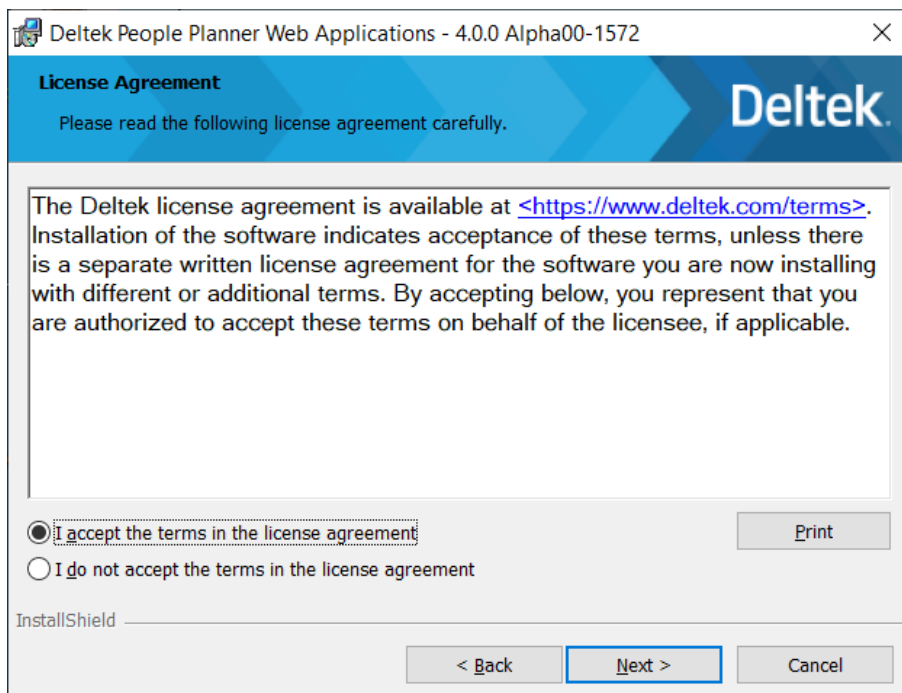 Deltek People Planner Web Applications - 4.0.0 Alpha00-1572
License Agreement
Please read the following license agreement carefully.
Deltek.
The Deltek license agreement is available at <https://www.deltek.com/terms>.
Installation of the software indicates acceptance of these terms, unless there
is a separate written license agreement for the software you are now installing
with different or additional terms. By accepting below, you represent that you
are authorized to accept these terms on behalf of the licensee, if applicable.
I accept the terms in the license agreement
Print
I do not accept the terms in the license agreement
InstallShield
< Back
Next >
Cancel